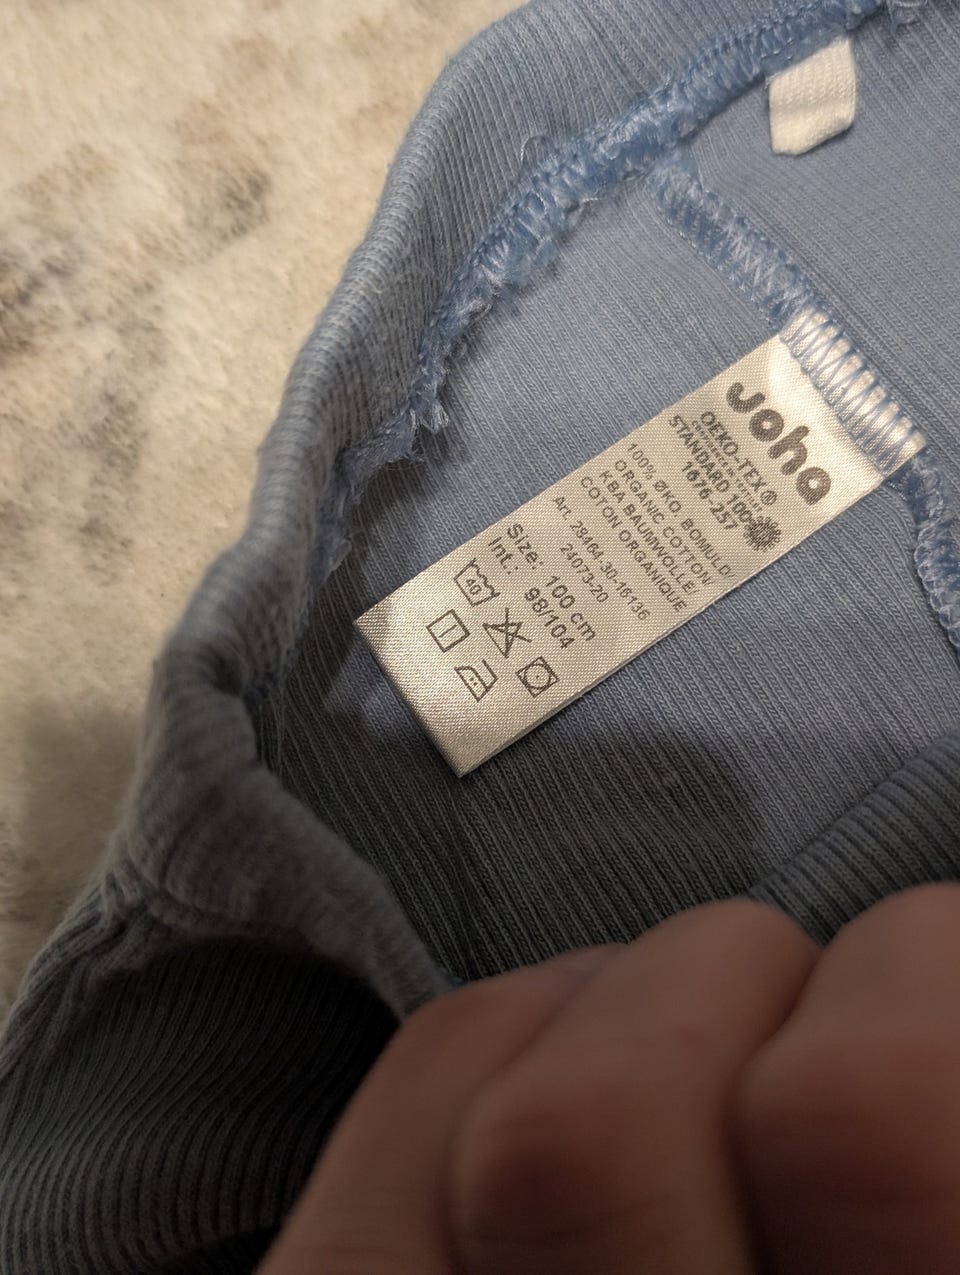 Joha
OEKO-TEX®
STANDARD 100
1676-257
100% ØKO. BOMULD/
ORGANIC COTTON/
KBA BAUMWOLLE/
COTON ORGANIQUE
Art. 28464-30-16136
24073-20
Size: 100 cm
Int.: 98/104
40